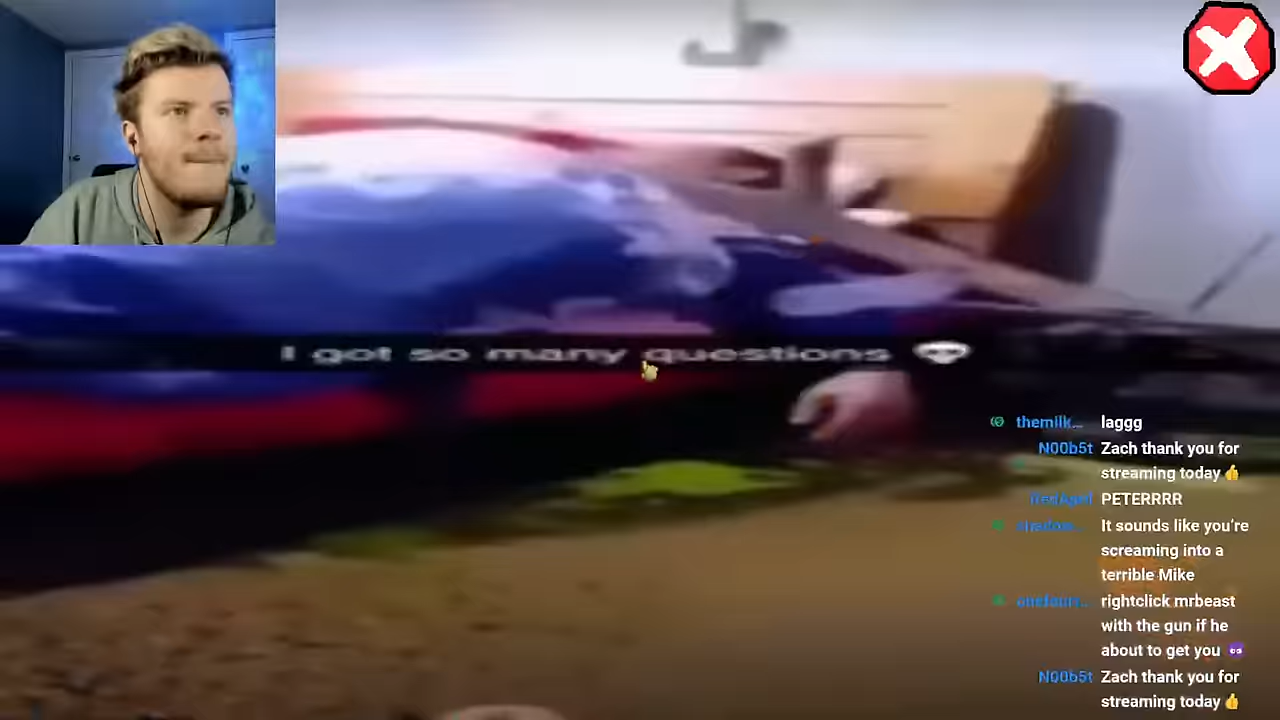 I got so many questions 💀
themilk... laggg
N00b5t Zach thank you for
streaming today 👍
PETERRRR
It sounds like you're
screaming into a
terrible Mike
rightclick mrbeast
with the gun if he
about to get you 😈
N00b5t Zach thank you for
streaming today 👍